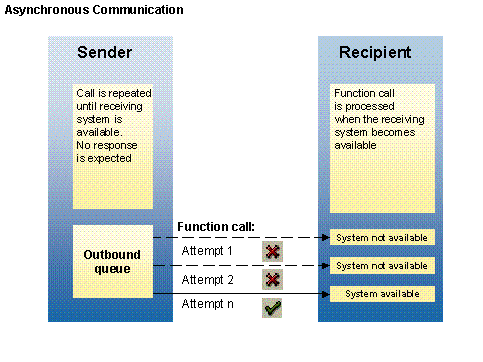 Asynchronous Communication
Sender
Call is repeated
until receiving
system is
available.
No response
is expected
Outbound
queue
Recipient
Function call
is processed
when the receiving
system becomes
available
Function call:
Attempt 1
System not available
Attempt 2
System not available
Attempt n
System available